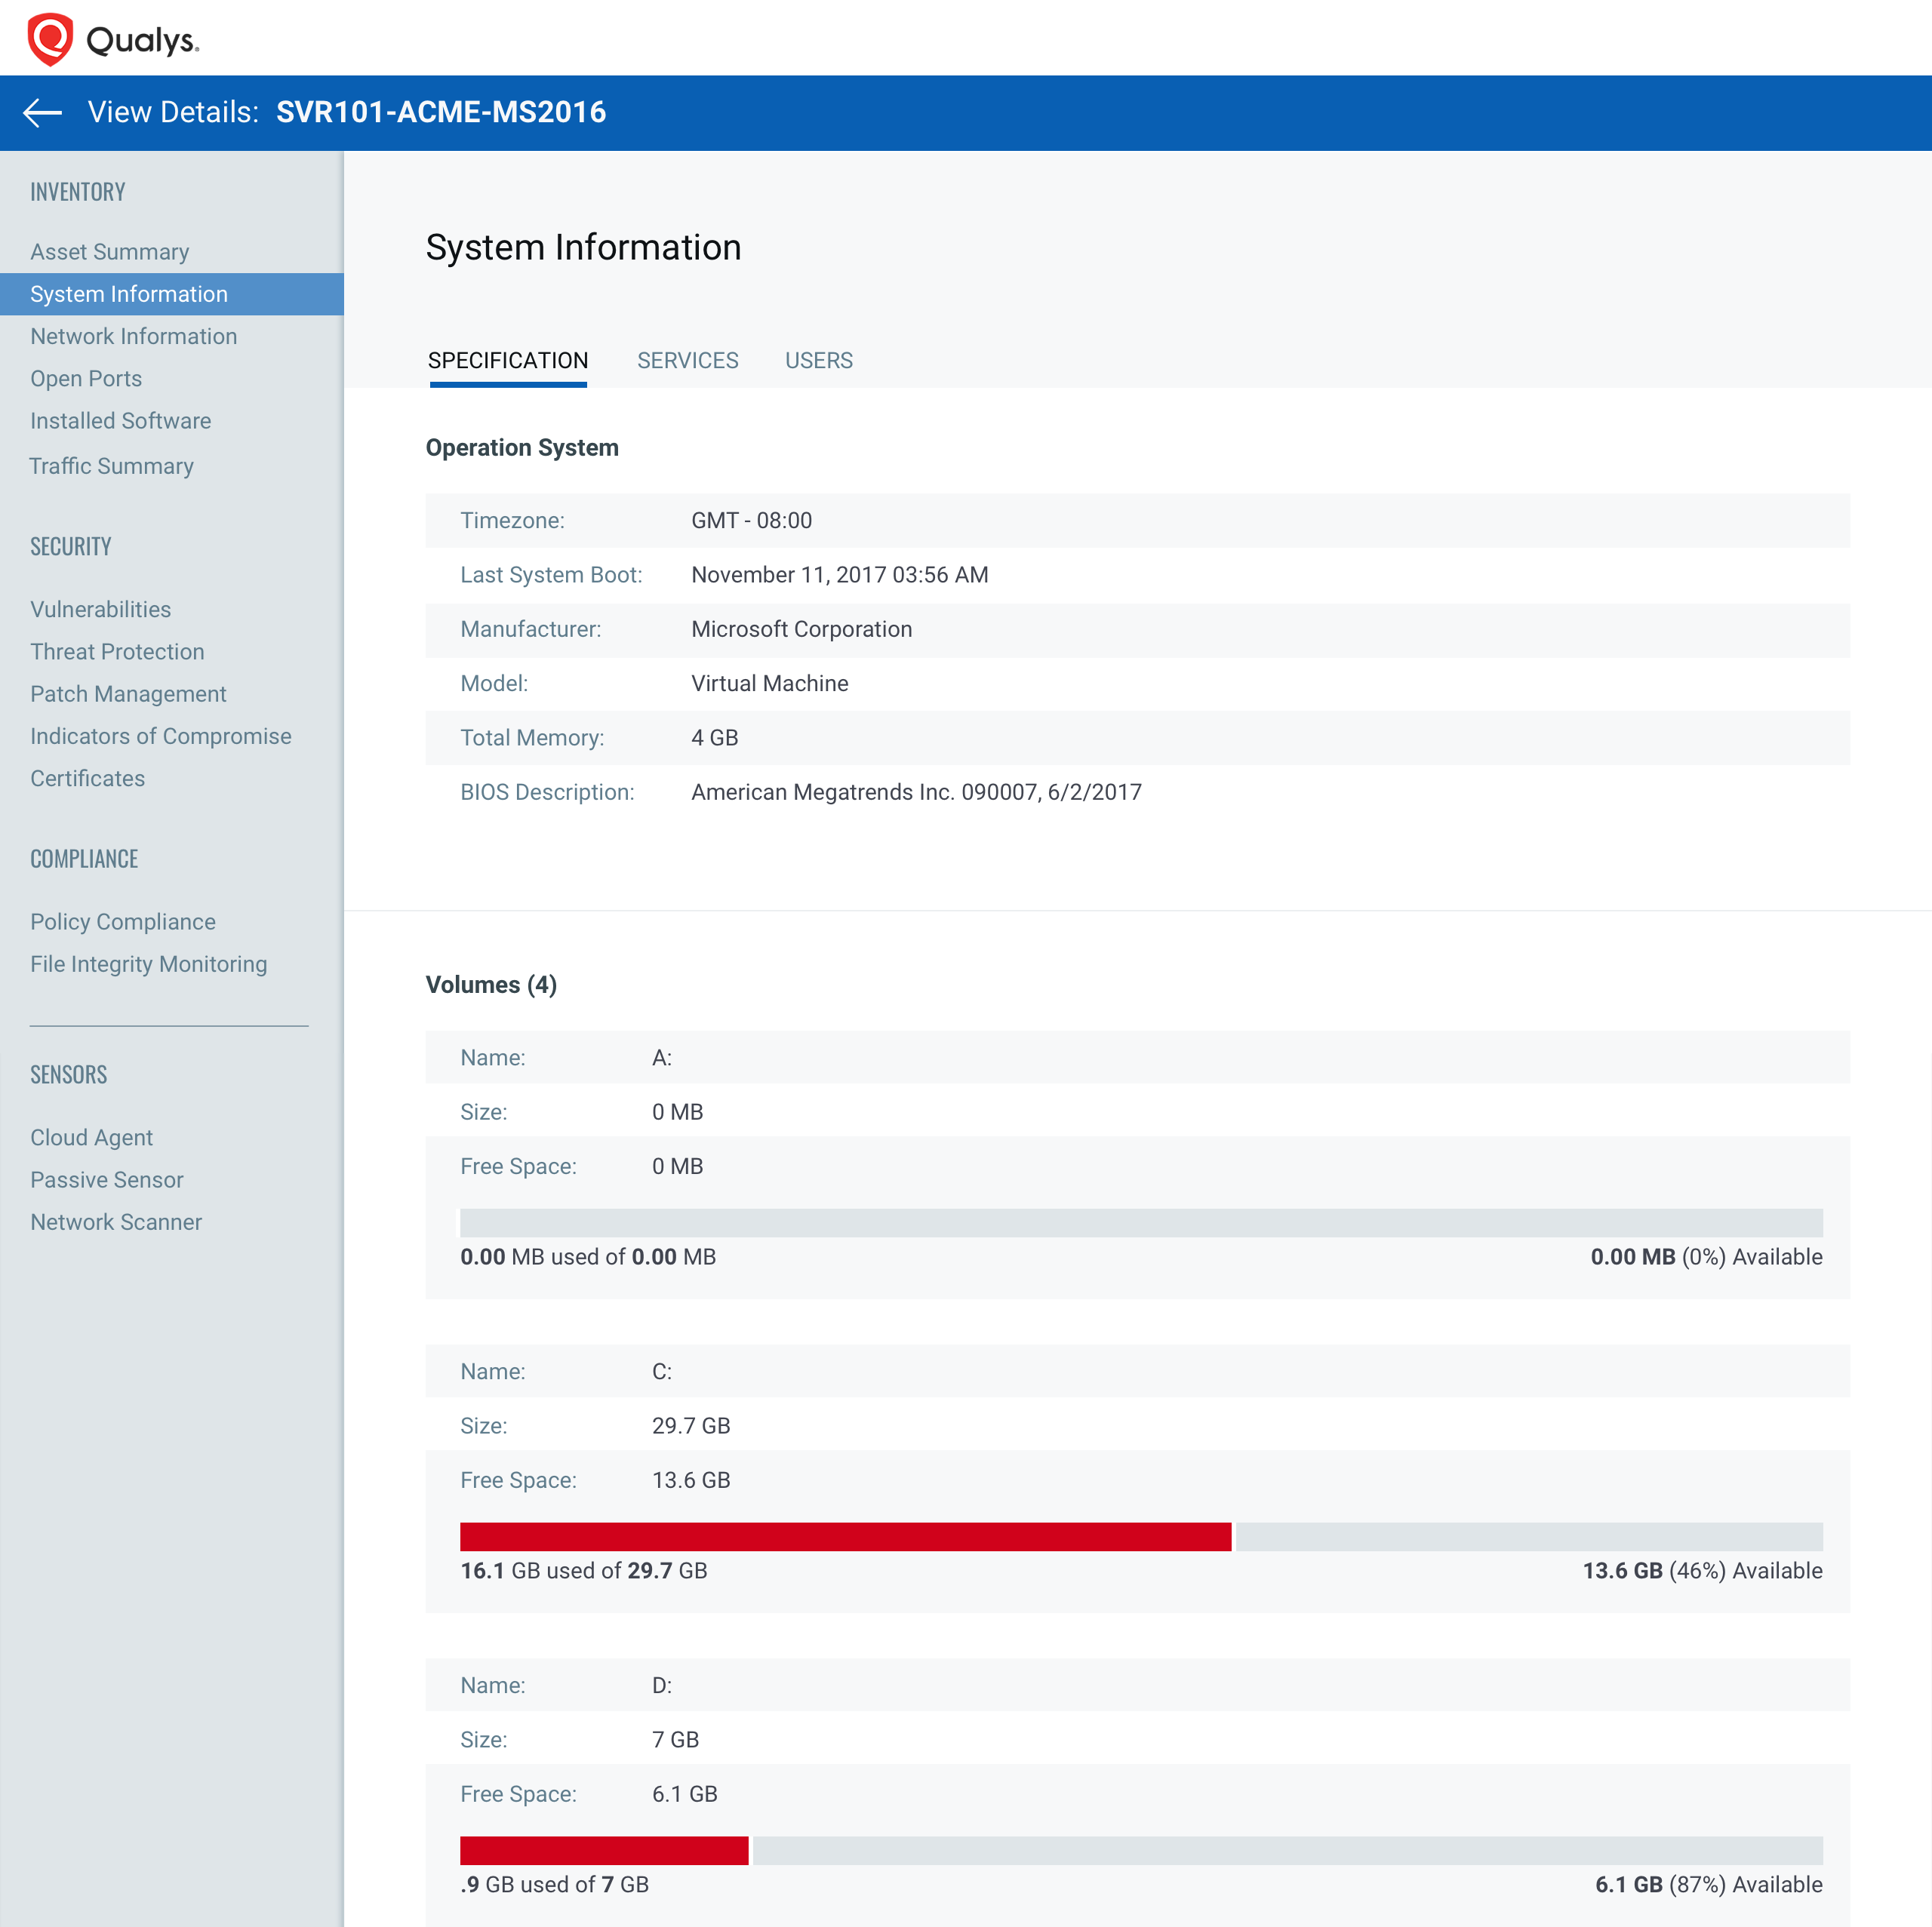 Qualys.
View Details: SVR101-ACME-MS2016
INVENTORY
Asset Summary
System Information
Network Information
Open Ports
Installed Software
Traffic Summary
SECURITY
Vulnerabilities
Threat Protection
Patch Management
Indicators of Compromise
Certificates
COMPLIANCE
Policy Compliance
File Integrity Monitoring
SENSORS
Cloud Agent
Passive Sensor
Network Scanner
System Information
SPECIFICATION SERVICES USERS
Operation System
Timezone: GMT - 08:00
Last System Boot: November 11, 2017 03:56 AM
Manufacturer: Microsoft Corporation
Model: Virtual Machine
Total Memory: 4 GB
BIOS Description: American Megatrends Inc. 090007, 6/2/2017
Volumes (4)
Name: A:
Size: 0 MB
Free Space: 0 MB
0.00 MB used of 0.00 MB 0.00 MB (0%) Available
Name: C:
Size: 29.7 GB
Free Space: 13.6 GB
16.1 GB used of 29.7 GB 13.6 GB (46%) Available
Name: D:
Size: 7 GB
Free Space: 6.1 GB
.9 GB used of 7 GB 6.1 GB (87%) Available